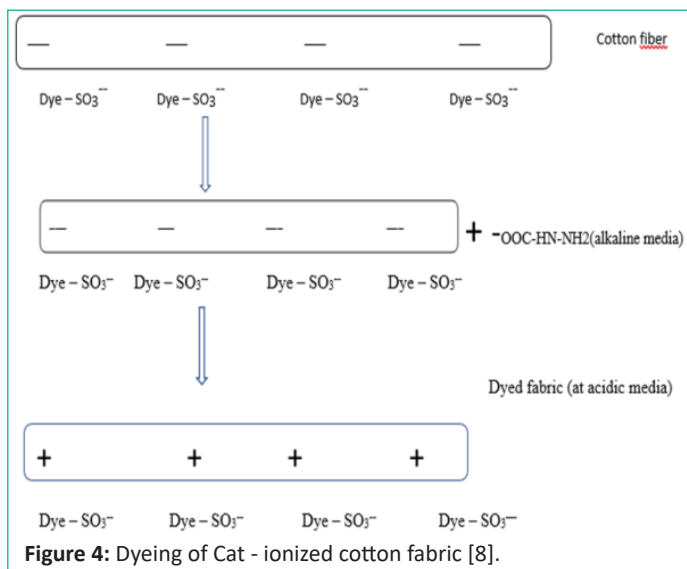 — — — — Cotton fiber
Dye – SO₃⁻⁻ Dye – SO₃⁻⁻ Dye – SO₃⁻⁻ Dye – SO₃⁻⁻
--- — --- --- + -OOC-HN-NH2(alkaline media)
Dye – SO₃⁻ Dye – SO₃⁻ Dye – SO₃⁻ Dye – SO₃⁻
Dyed fabric (at acidic media)
+ + + +
Dye – SO₃⁻ Dye – SO₃⁻ Dye – SO₃⁻ Dye – SO₃—
Figure 4: Dyeing of Cat - ionized cotton fabric [8].